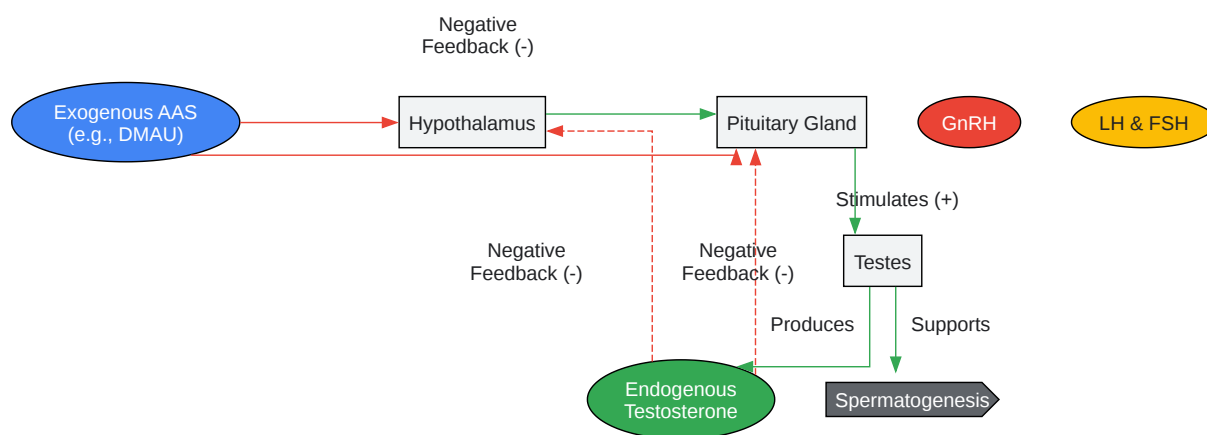 Negative
Feedback (-)
Exogenous AAS
(e.g., DMAU)
Hypothalamus
Pituitary Gland
GnRH
LH & FSH
Stimulates (+)
Negative
Feedback (-)
Negative
Feedback (-)
Testes
Produces
Supports
Endogenous
Testosterone
Spermatogenesis